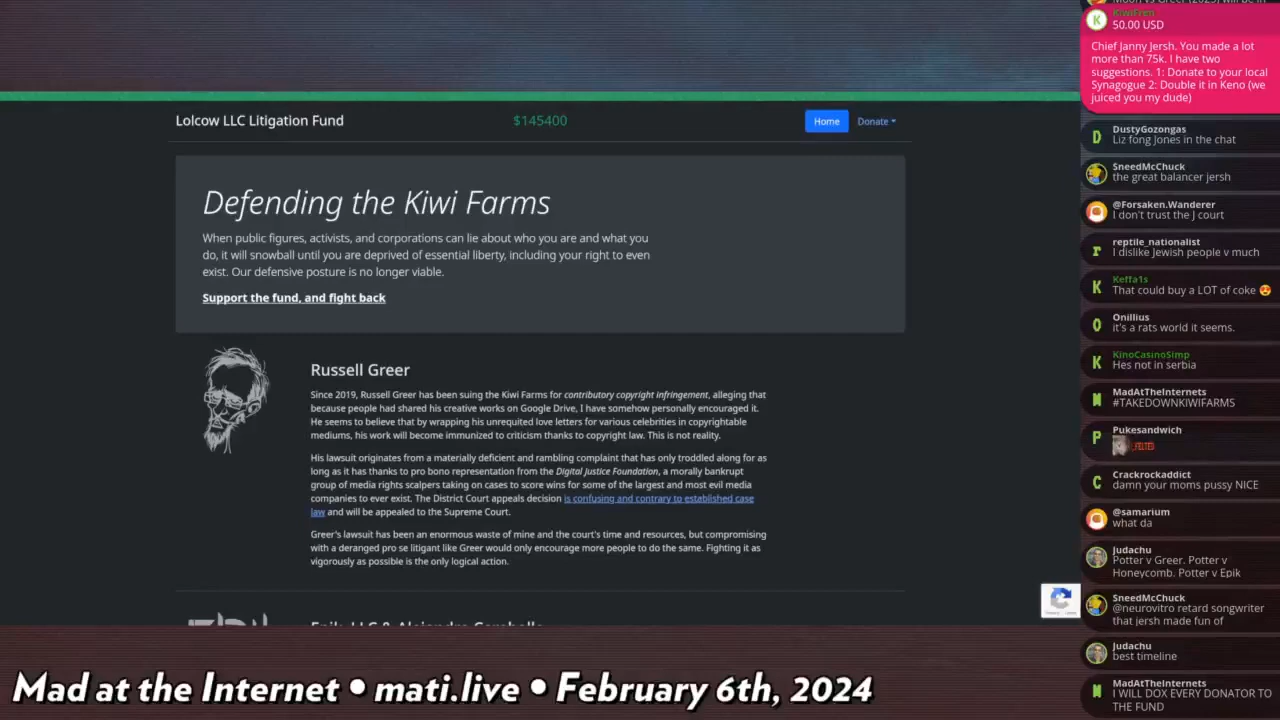 Lolcow LLC Litigation Fund
$145400
Home
Donate
Defending the Kiwi Farms
When public figures, activists, and corporations can lie about who you are and what you
do, it will snowball until you are deprived of essential liberty, including your right to even
exist. Our defensive posture is no longer viable.
Support the fund, and fight back
Russell Greer
Since 2019, Russell Greer has been suing the Kiwi Farms for contributory copyright infringement, alleging that
because people had shared his creative works on Google Drive, I have somehow personally encouraged it.
He seems to believe that by wrapping his unrequited love letters for various celebrities in copyrightable
mediums, his work will become immunized to criticism thanks to copyright law. This is not reality.
His lawsuit originates from a materially deficient and rambling complaint that has only troddled along for as
long as it has thanks to pro bono representation from the Digital Justice Foundation, a morally bankrupt
group of media rights scalpers taking on cases to score wins for some of the largest and most evil media
companies to ever exist. The District Court appeals decision is confusing and contrary to established case
law and will be appealed to the Supreme Court.
Greer's lawsuit has been an enormous waste of mine and the court's time and resources, but compromising
with a deranged pro se litigant like Greer would only encourage more people to do the same. Fighting it as
vigorously as possible is the only logical action.
Mad at the Internet • mati.live • February 6th, 2024
K
KiwiFren
50.00 USD
Chief Janny Jersh. You made a lot
more than 75k. I have two
suggestions. 1: Donate to your local
Synagogue 2: Double it in Keno (we
juiced you my dude)
D
DustyGozongas
Liz fong Jones in the chat
SneedMcChuck
the great balancer jersh
@Forsaken.Wanderer
I don't trust the J court
r
reptile_nationalist
I dislike Jewish people v much
K
Keffa1s
That could buy a LOT of coke 😍
O
Onillius
it's a rats world it seems.
K
KinoCasinoSimp
Hes not in serbia
M
MadAtTheInternets
#TAKEDOWNKIWIFARMS
P
Pukesandwich
C
Crackrockaddict
damn your moms pussy NICE
@samarium
what da
Judachu
Potter v Greer. Potter v
Honeycomb. Potter v Epik
SneedMcChuck
@neurovitro retard songwriter
that jersh made fun of
Judachu
best timeline
M
MadAtTheInternets
I WILL DOX EVERY DONATOR TO
THE FUND